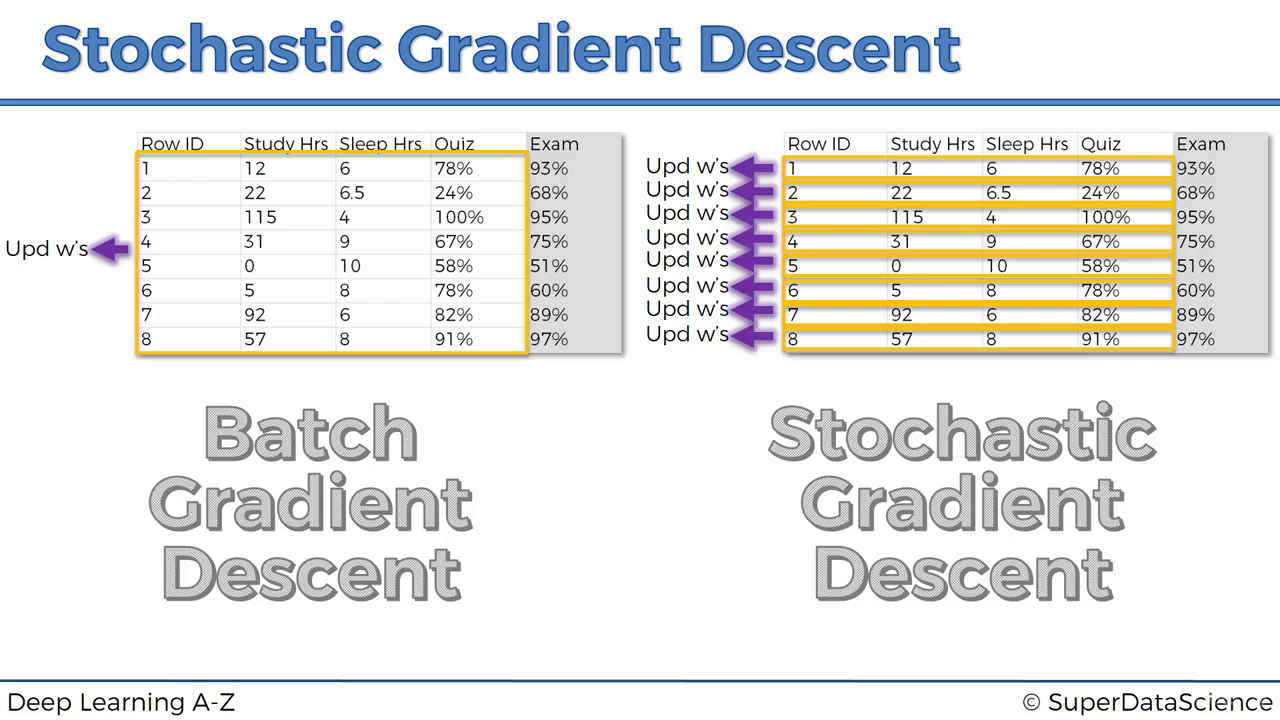 Stochastic Gradient Descent
Row ID Study Hrs Sleep Hrs Quiz Exam
1 12 6 78% 93%
2 22 6.5 24% 68%
3 115 4 100% 95%
4 31 9 67% 75%
5 0 10 58% 51%
6 5 8 78% 60%
7 92 6 82% 89%
8 57 8 91% 97%
Upd w's
Batch
Gradient
Descent
Row ID Study Hrs Sleep Hrs Quiz Exam
Upd w's 1 12 6 78% 93%
Upd w's 2 22 6.5 24% 68%
Upd w's 3 115 4 100% 95%
Upd w's 4 31 9 67% 75%
Upd w's 5 0 10 58% 51%
Upd w's 6 5 8 78% 60%
Upd w's 7 92 6 82% 89%
Upd w's 8 57 8 91% 97%
Stochastic
Gradient
Descent
Deep Learning A-Z
© SuperDataScience